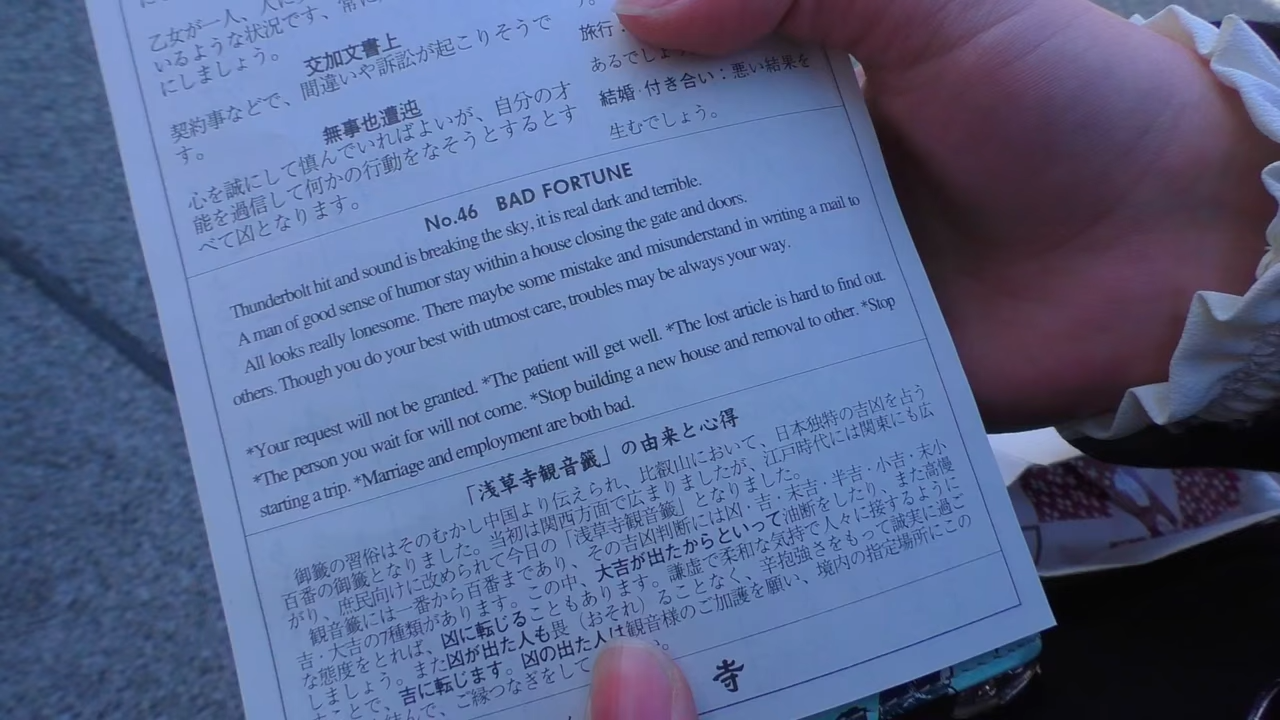 乙女が一人、人に
いるような状況です、常に
にしましょう。
交加文書上
契約事などで、間違いや訴訟が起こりそうで
す。
無事也遭迍
心を誠にして慎んでいればよいが、自分のオ
能を過信して何かの行動をなそうとするとす
べて凶となります。
旅行：
あるでしょ
結婚・付き合い：悪い結果を
生むでしょう。
No.46 BAD FORTUNE
Thunderbolt hit and sound is breaking the sky, it is real dark and terrible.
A man of good sense of humor stay within a house closing the gate and doors.
All looks really lonesome. There maybe some mistake and misunderstand in writing a mail to
others. Though you do your best with utmost care, troubles may be always your way.
*Your request will not be granted. *The patient will get well. *The lost article is hard to find out.
*The person you wait for will not come. *Stop building a new house and removal to other. *Stop
starting a trip. *Marriage and employment are both bad.
「浅草寺観音籤」の由来と心得
御籤の習俗はそのむかし中国より伝えられ、比叡山において、日本独特の吉凶を占う
百番の御籤となりました。当初は関西方面で広まりましたが、江戸時代には関東にも広
がり、庶民向けに改められて今日の「浅草寺観音籤」となりました。
観音籤には一番から百番まであり、その吉凶判断には凶・吉・末吉・半吉・小吉・末小
吉・大吉の7種類があります。この中、大吉が出たからといって油断をしたり、また高慢
な態度をとれば、凶に転じることもあります。謙虚で柔和な気持で人々に接するように
しましょう。また凶が出た人も畏（おそれ）ることなく、辛抱強さをもって誠実に過ご
すことで、吉に転じます。凶の出た人は観音様のご加護を願い、境内の指定場所にこの
結んで、ご縁つなぎをして
寺